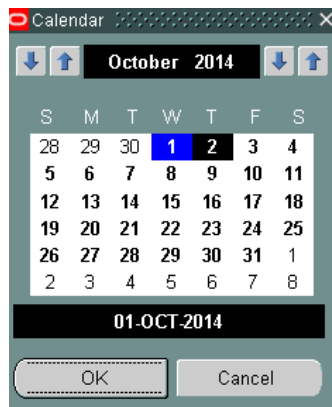 Calendar
October 2014
S M T W T F S
28 29 30 1 2 3 4
5 6 7 8 9 10 11
12 13 14 15 16 17 18
19 20 21 22 23 24 25
26 27 28 29 30 31 1
2 3 4 5 6 7 8
01-OCT-2014
OK Cancel